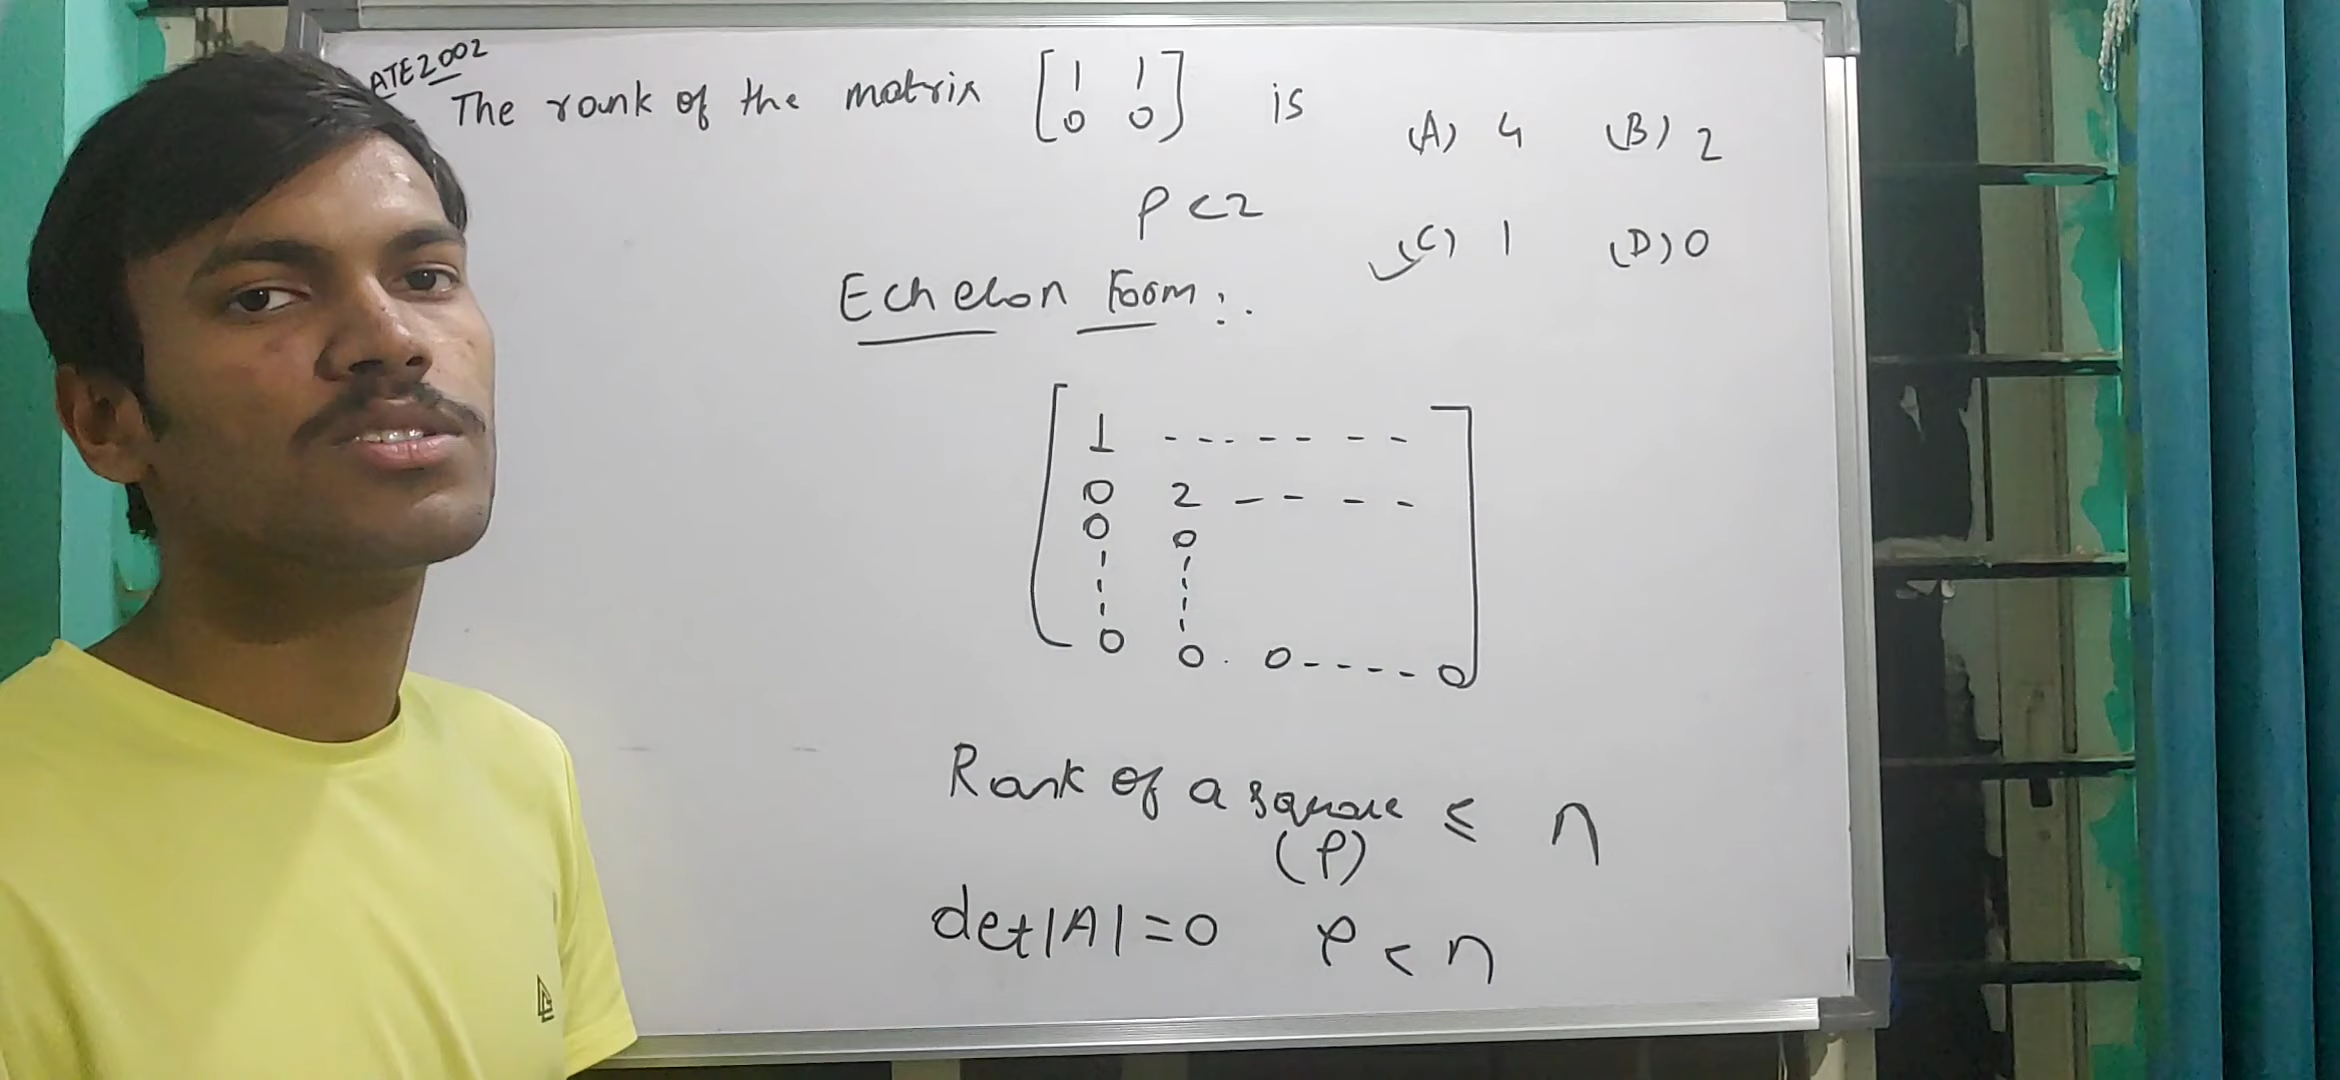 ATE2002
The rank of the matrix [1 1
0 0] is
(A) 4 (B) 2
(C) 1 (D) 0
ρ<2
Echelon Form:
1 - - - - - - -
0 2 - - - - -
0 0
0 0 . 0 - - - - 0
Rank of a square ≤ n
(ρ)
det|A|=0 ρ < n